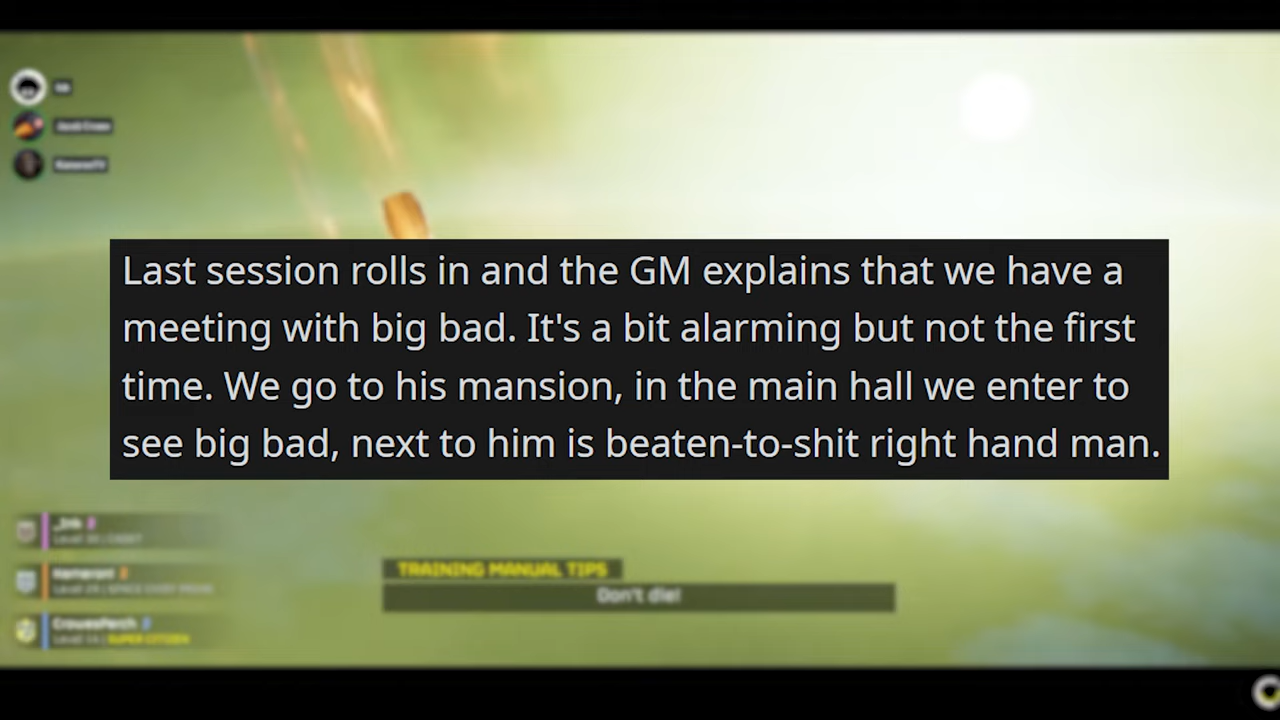 Last session rolls in and the GM explains that we have a
meeting with big bad. It's a bit alarming but not the first
time. We go to his mansion, in the main hall we enter to
see big bad, next to him is beaten-to-shit right hand man.
TRAINING MANUAL TIPS
Don't die!
SUPER CITIZEN